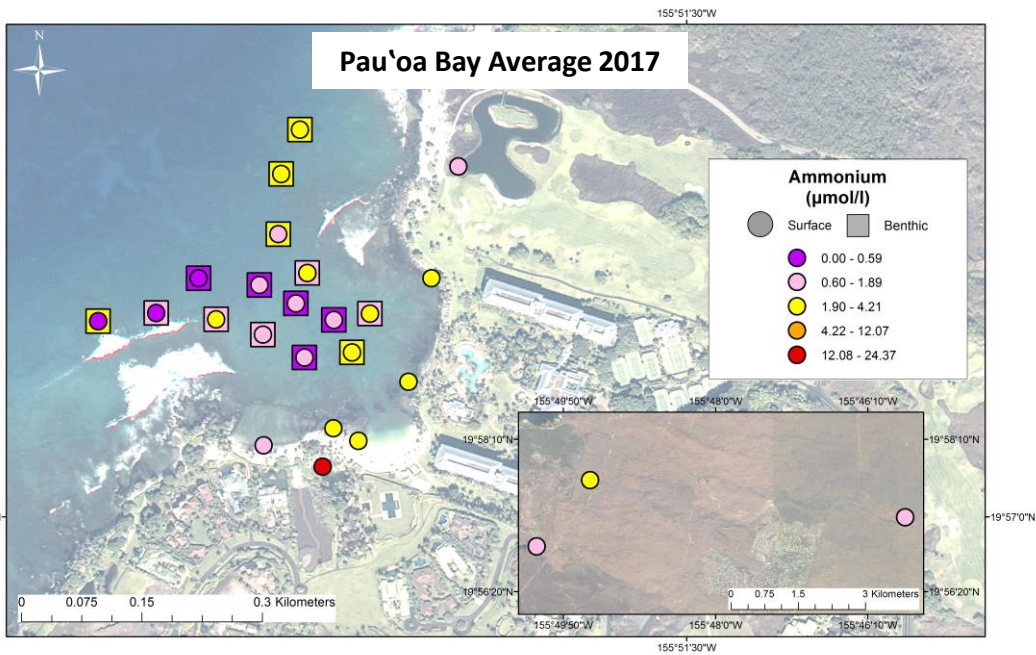 155°51'30"W
N
Pauʻoa Bay Average 2017
Ammonium
(µmol/l)
Surface Benthic
0.00 - 0.59
0.60 - 1.89
1.90 - 4.21
4.22 - 12.07
12.08 - 24.37
155°49'50"W 155°48'0"W 155°46'10"W
19°58'10"N 19°58'10"N
19°57'0"N
19°56'20"N 19°56'20"N
0 0.075 0.15 0.3 Kilometers
0 0.75 1.5 3 Kilometers
155°49'50"W 155°48'0"W 155°46'10"W
155°51'30"W